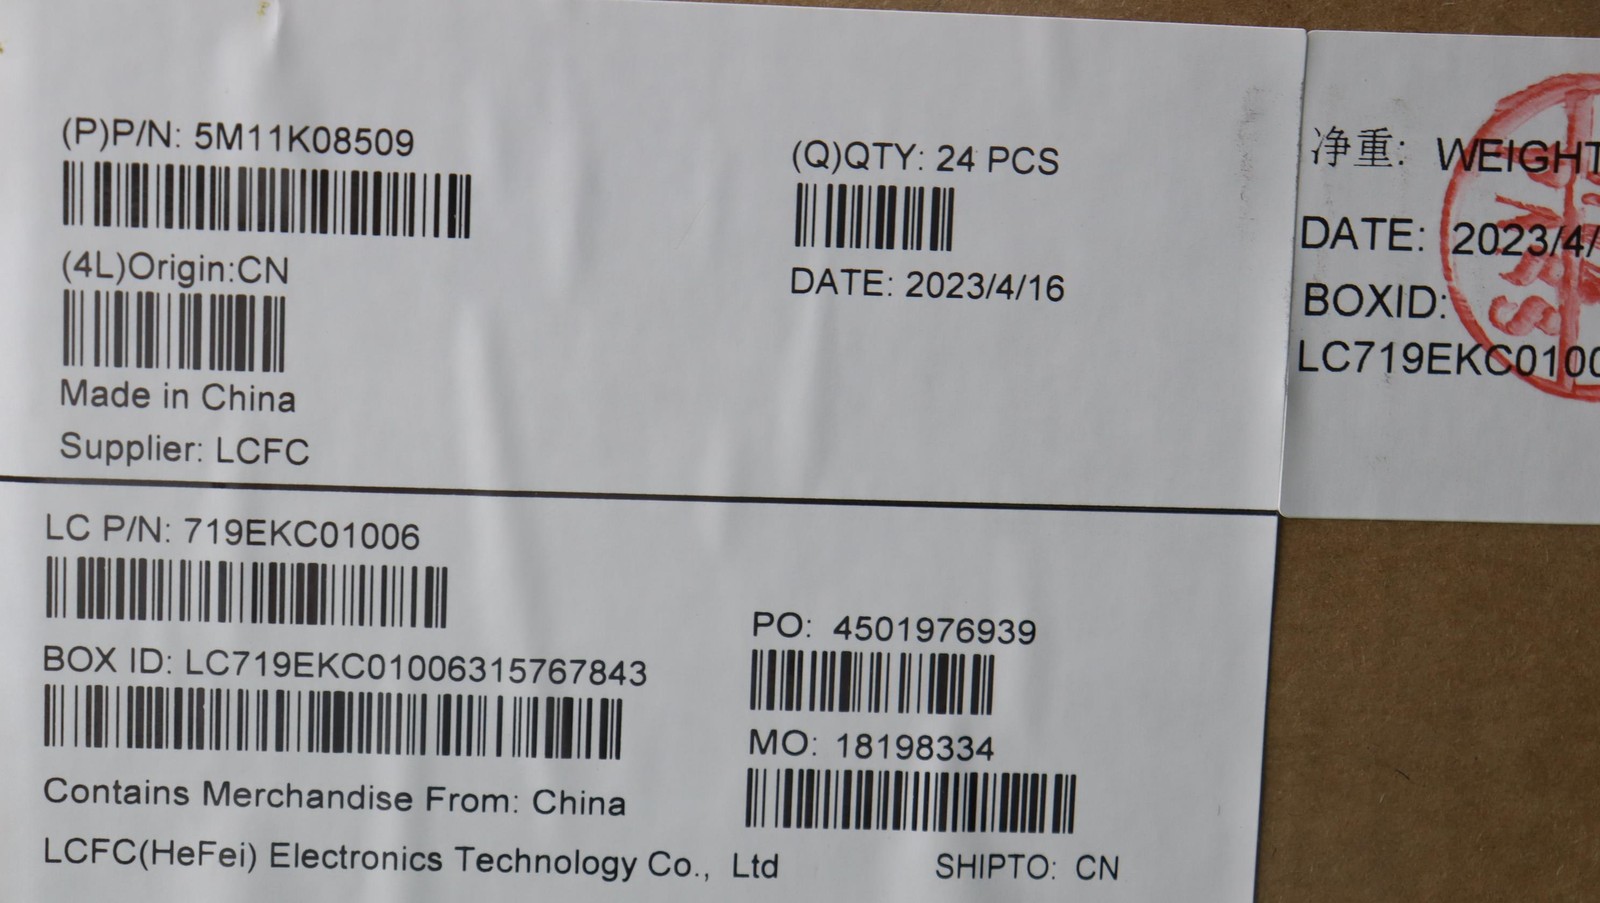 (P)P/N: 5M11K08509
(4L)Origin:CN
Made in China
Supplier: LCFC
(Q)QTY: 24 PCS
DATE: 2023/4/16
LC P/N: 719EKC01006
BOX ID: LC719EKC01006315767843
Contains Merchandise From: China
LCFC(HeFei) Electronics Technology Co., Ltd
PO: 4501976939
MO: 18198334
SHIPTO: CN
净重: WEIGHT
DATE: 2023/4/
BOXID:
LC719EKC0100